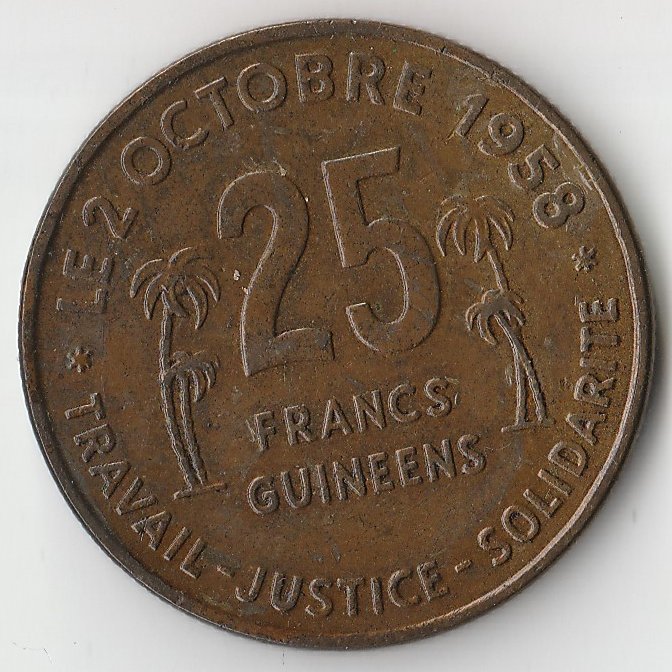 * LE 2 OCTOBRE 1958 *
25
FRANCS
GUINEENS
TRAVAIL - JUSTICE - SOLIDARITE